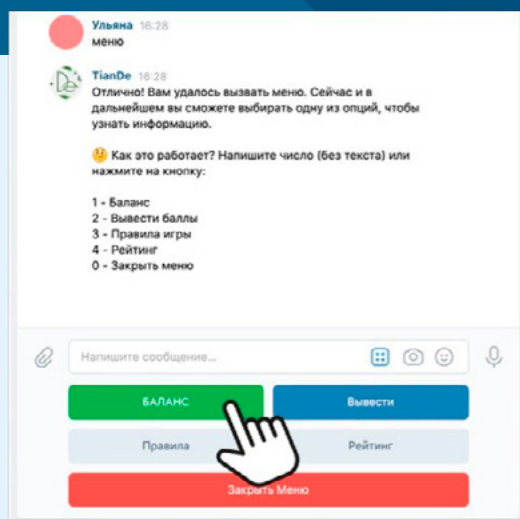 Ульяна 16:28
меню
TianDe 16:28
Отлично! Вам удалось вызвать меню. Сейчас и в
дальнейшем вы сможете выбирать одну из опций, чтобы
узнать информацию.
🤔 Как это работает? Напишите число (без текста) или
нажмите на кнопку:
1 - Баланс
2 - Вывести баллы
3 - Правила игры
4 - Рейтинг
0 - Закрыть меню
Напишите сообщение...
БАЛАНС
Вывести
Правила
Рейтинг
Закрыть Меню